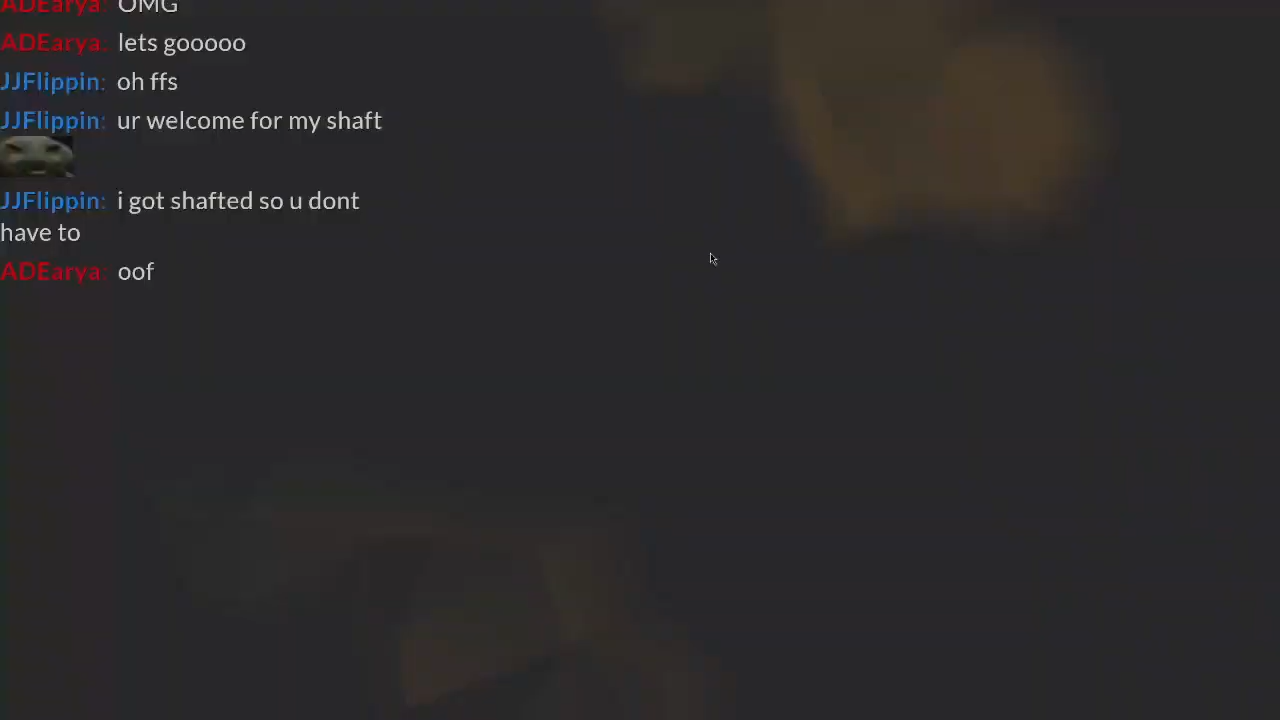 ADEarya: OMG
ADEarya: lets gooooo
JJFlippin: oh ffs
JJFlippin: ur welcome for my shaft
JJFlippin: i got shafted so u dont
have to
ADEarya: oof